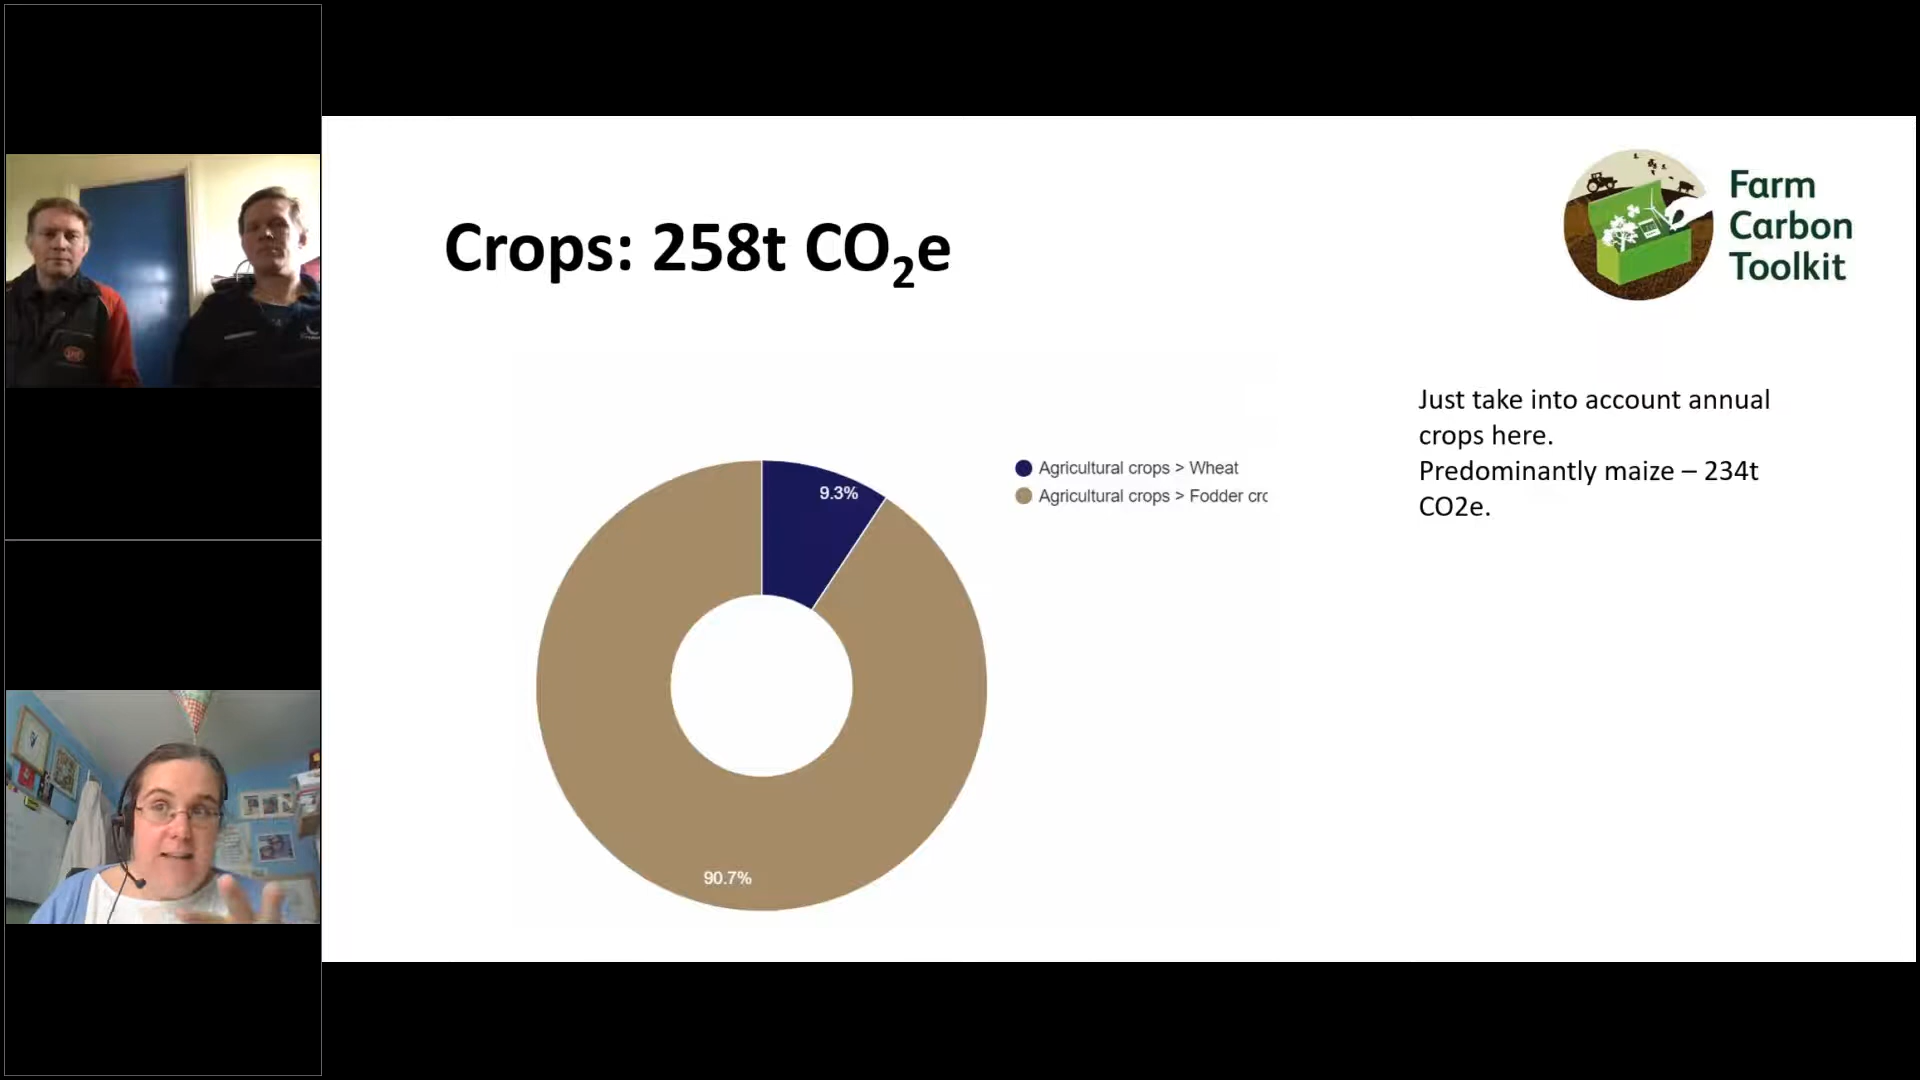 Crops: 258t CO₂e
Farm
Carbon
Toolkit
Just take into account annual
crops here.
Predominantly maize – 234t
CO2e.
Agricultural crops > Wheat
Agricultural crops > Fodder crc
9.3%
90.7%